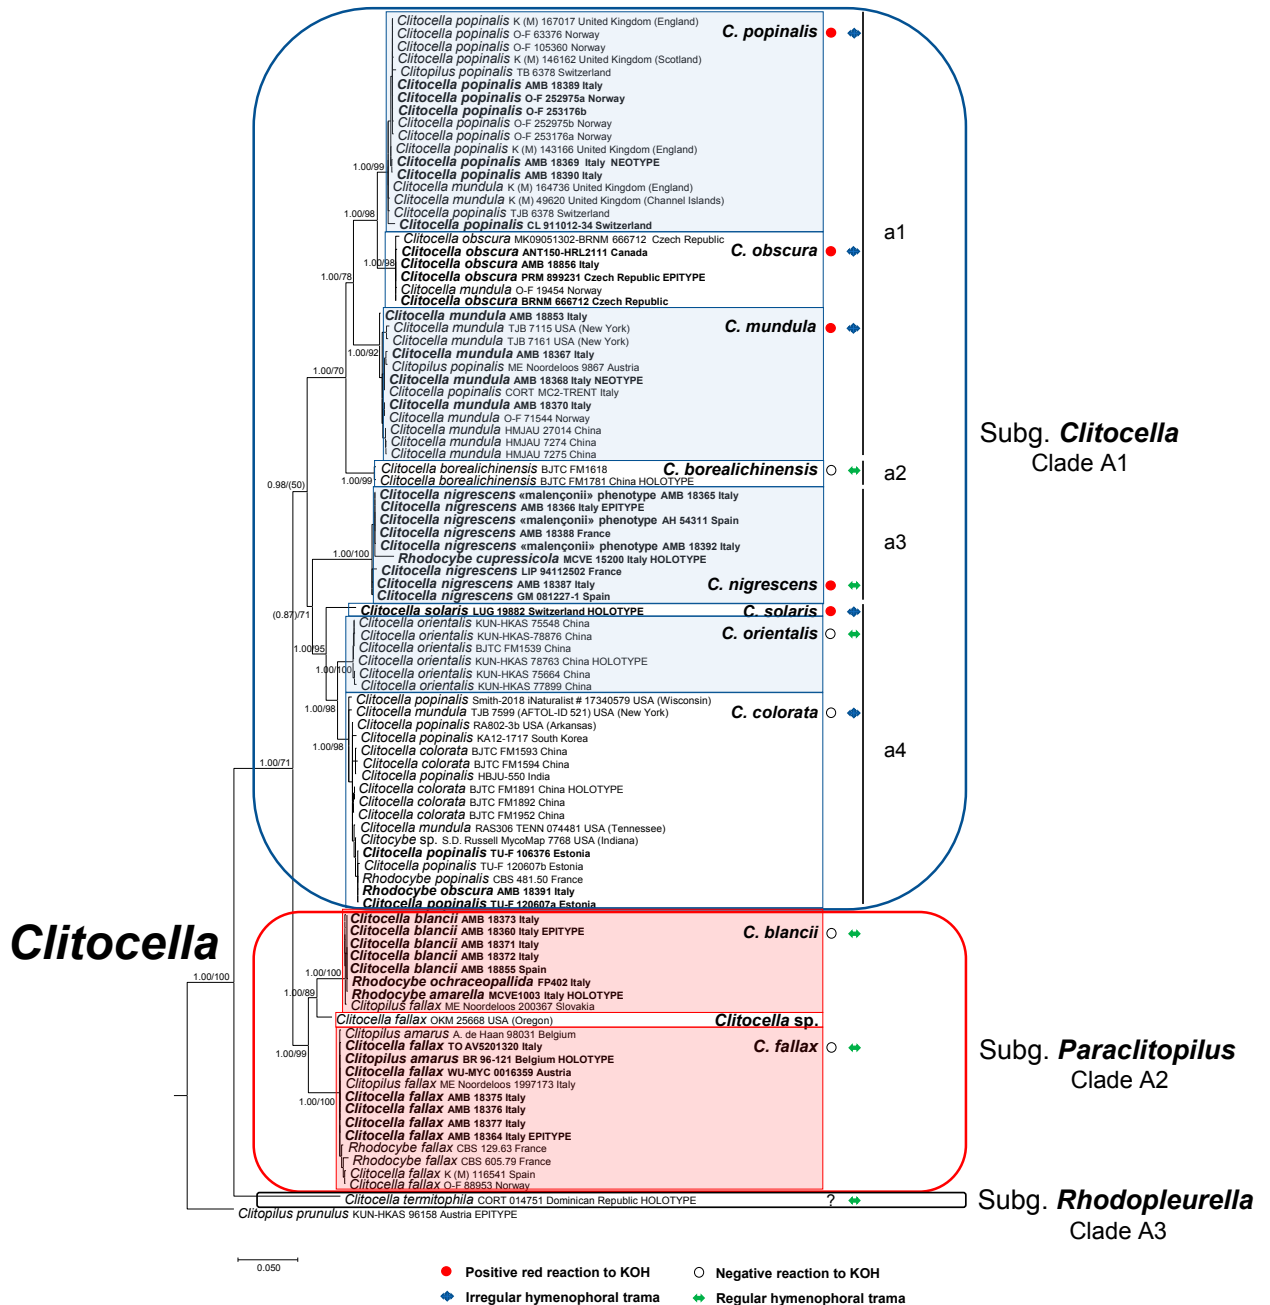 Clitocella popinalis K (M) 167017 United Kingdom (England)
Clitocella popinalis O-F 63376 Norway
C. popinalis
Clitocella popinalis O-F 105360 Norway
Clitocella popinalis K (M) 146162 United Kingdom (Scotland)
Clitopilus popinalis TB 6378 Switzerland
Clitocella popinalis AMB 18389 Italy
Clitocella popinalis O-F 252975a Norway
Clitocella popinalis O-F 253176b
Clitocella popinalis O-F 252975b Norway
Clitocella popinalis O-F 253176a Norway
Clitocella popinalis K (M) 143166 United Kingdom (England)
Clitocella popinalis AMB 18369 Italy NEOTYPE
Clitocella popinalis AMB 18390 Italy
1.00/99
Clitocella mundula K (M) 164736 United Kingdom (England)
Clitocella mundula K (M) 49620 United Kingdom (Channel Islands)
Clitocella popinalis TJB 6378 Switzerland
1.00/98
Clitocella popinalis CL 911012-34 Switzerland
a1
Clitocella obscura MK09051302-BRNM 666712 Czech Republic
Clitocella obscura ANT150-HRL2111 Canada
C. obscura
Clitocella obscura AMB 18856 Italy
1.00/98
Clitocella obscura PRM 899231 Czech Republic EPITYPE
1.00/78
Clitocella mundula O-F 19454 Norway
Clitocella obscura BRNM 666712 Czech Republic
Clitocella mundula AMB 18853 Italy
Clitocella mundula TJB 7115 USA (New York)
C. mundula
Clitocella mundula TJB 7161 USA (New York)
1.00/92
Clitocella mundula AMB 18367 Italy
Clitopilus popinalis ME Noordeloos 9867 Austria
1.00/70
Clitocella mundula AMB 18368 Italy NEOTYPE
Clitocella popinalis CORT MC2-TRENT Italy
Clitocella mundula AMB 18370 Italy
Clitocella mundula O-F 71544 Norway
Clitocella mundula HMJAU 27014 China
Clitocella mundula HMJAU 7274 China
Clitocella mundula HMJAU 7275 China
Subg. Clitocella
Clade A1
Clitocella borealichinensis BJTC FM1618
C. borealichinensis
a2
1.00/99
Clitocella borealichinensis BJTC FM1781 China HOLOTYPE
0.98/(50)
Clitocella nigrescens «malençonii» phenotype AMB 18365 Italy
Clitocella nigrescens AMB 18366 Italy EPITYPE
Clitocella nigrescens «malençonii» phenotype AH 54311 Spain
Clitocella nigrescens AMB 18388 France
a3
Clitocella nigrescens «malençonii» phenotype AMB 18392 Italy
1.00/100
Rhodocybe cupressicola MCVE 15200 Italy HOLOTYPE
Clitocella nigrescens LIP 94112502 France
Clitocella nigrescens AMB 18387 Italy
C. nigrescens
Clitocella nigrescens GM 081227-1 Spain
(0.87)/71
Clitocella solaris LUG 19882 Switzerland HOLOTYPE
C. solaris
Clitocella orientalis KUN-HKAS 75548 China
Clitocella orientalis KUN-HKAS-78876 China
C. orientalis
1.00/95
Clitocella orientalis BJTC FM1539 China
Clitocella orientalis KUN-HKAS 78763 China HOLOTYPE
1.00/100
Clitocella orientalis KUN-HKAS 75664 China
Clitocella orientalis KUN-HKAS 77899 China
1.00/98
Clitocella popinalis Smith-2018 iNaturalist # 17340579 USA (Wisconsin)
Clitocella mundula TJB 7599 (AFTOL-ID 521) USA (New York)
C. colorata
Clitocella popinalis RA802-3b USA (Arkansas)
Clitocella popinalis KA12-1717 South Korea
1.00/98
Clitocella colorata BJTC FM1593 China
a4
Clitocella colorata BJTC FM1594 China
1.00/71
Clitocella popinalis HBJU-550 India
Clitocella colorata BJTC FM1891 China HOLOTYPE
Clitocella colorata BJTC FM1892 China
Clitocella colorata BJTC FM1952 China
Clitocella mundula RAS306 TENN 074481 USA (Tennessee)
Clitocybe sp. S.D. Russell MycoMap 7768 USA (Indiana)
Clitocella popinalis TU-F 106376 Estonia
Clitocella popinalis TU-F 120607b Estonia
Rhodocybe popinalis CBS 481.50 France
Rhodocybe obscura AMB 18391 Italy
Clitocella popinalis TU-F 120607a Estonia
Clitocella
Clitocella blancii AMB 18373 Italy
Clitocella blancii AMB 18360 Italy EPITYPE
C. blancii
Clitocella blancii AMB 18371 Italy
Clitocella blancii AMB 18372 Italy
Clitocella blancii AMB 18855 Spain
1.00/100
1.00/100
Rhodocybe ochraceopallida FP402 Italy
1.00/89
Rhodocybe amarella MCVE1003 Italy HOLOTYPE
Clitopilus fallax ME Noordeloos 200367 Slovakia
Clitocella fallax OKM 25668 USA (Oregon)
Clitocella sp.
Clitopilus amarus A. de Haan 98031 Belgium
Clitocella fallax TO AV5201320 Italy
C. fallax
1.00/99
Clitopilus amarus BR 96-121 Belgium HOLOTYPE
Clitocella fallax WU-MYC 0016359 Austria
Clitopilus fallax ME Noordeloos 1997173 Italy
Subg. Paraclitopilus
Clade A2
Clitocella fallax AMB 18375 Italy
1.00/100
Clitocella fallax AMB 18376 Italy
Clitocella fallax AMB 18377 Italy
Clitocella fallax AMB 18364 Italy EPITYPE
Rhodocybe fallax CBS 129.63 France
Rhodocybe fallax CBS 605.79 France
Clitocella fallax K (M) 116541 Spain
Clitocella fallax O-F 88953 Norway
Clitocella termitophila CORT 014751 Dominican Republic HOLOTYPE
?
Subg. Rhodopleurella
Clade A3
Clitopilus prunulus KUN-HKAS 96158 Austria EPITYPE
0.050
Positive red reaction to KOH
Negative reaction to KOH
Irregular hymenophoral trama
Regular hymenophoral trama